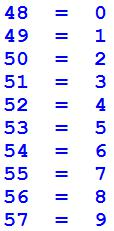 48 = 0
49 = 1
50 = 2
51 = 3
52 = 4
53 = 5
54 = 6
55 = 7
56 = 8
57 = 9